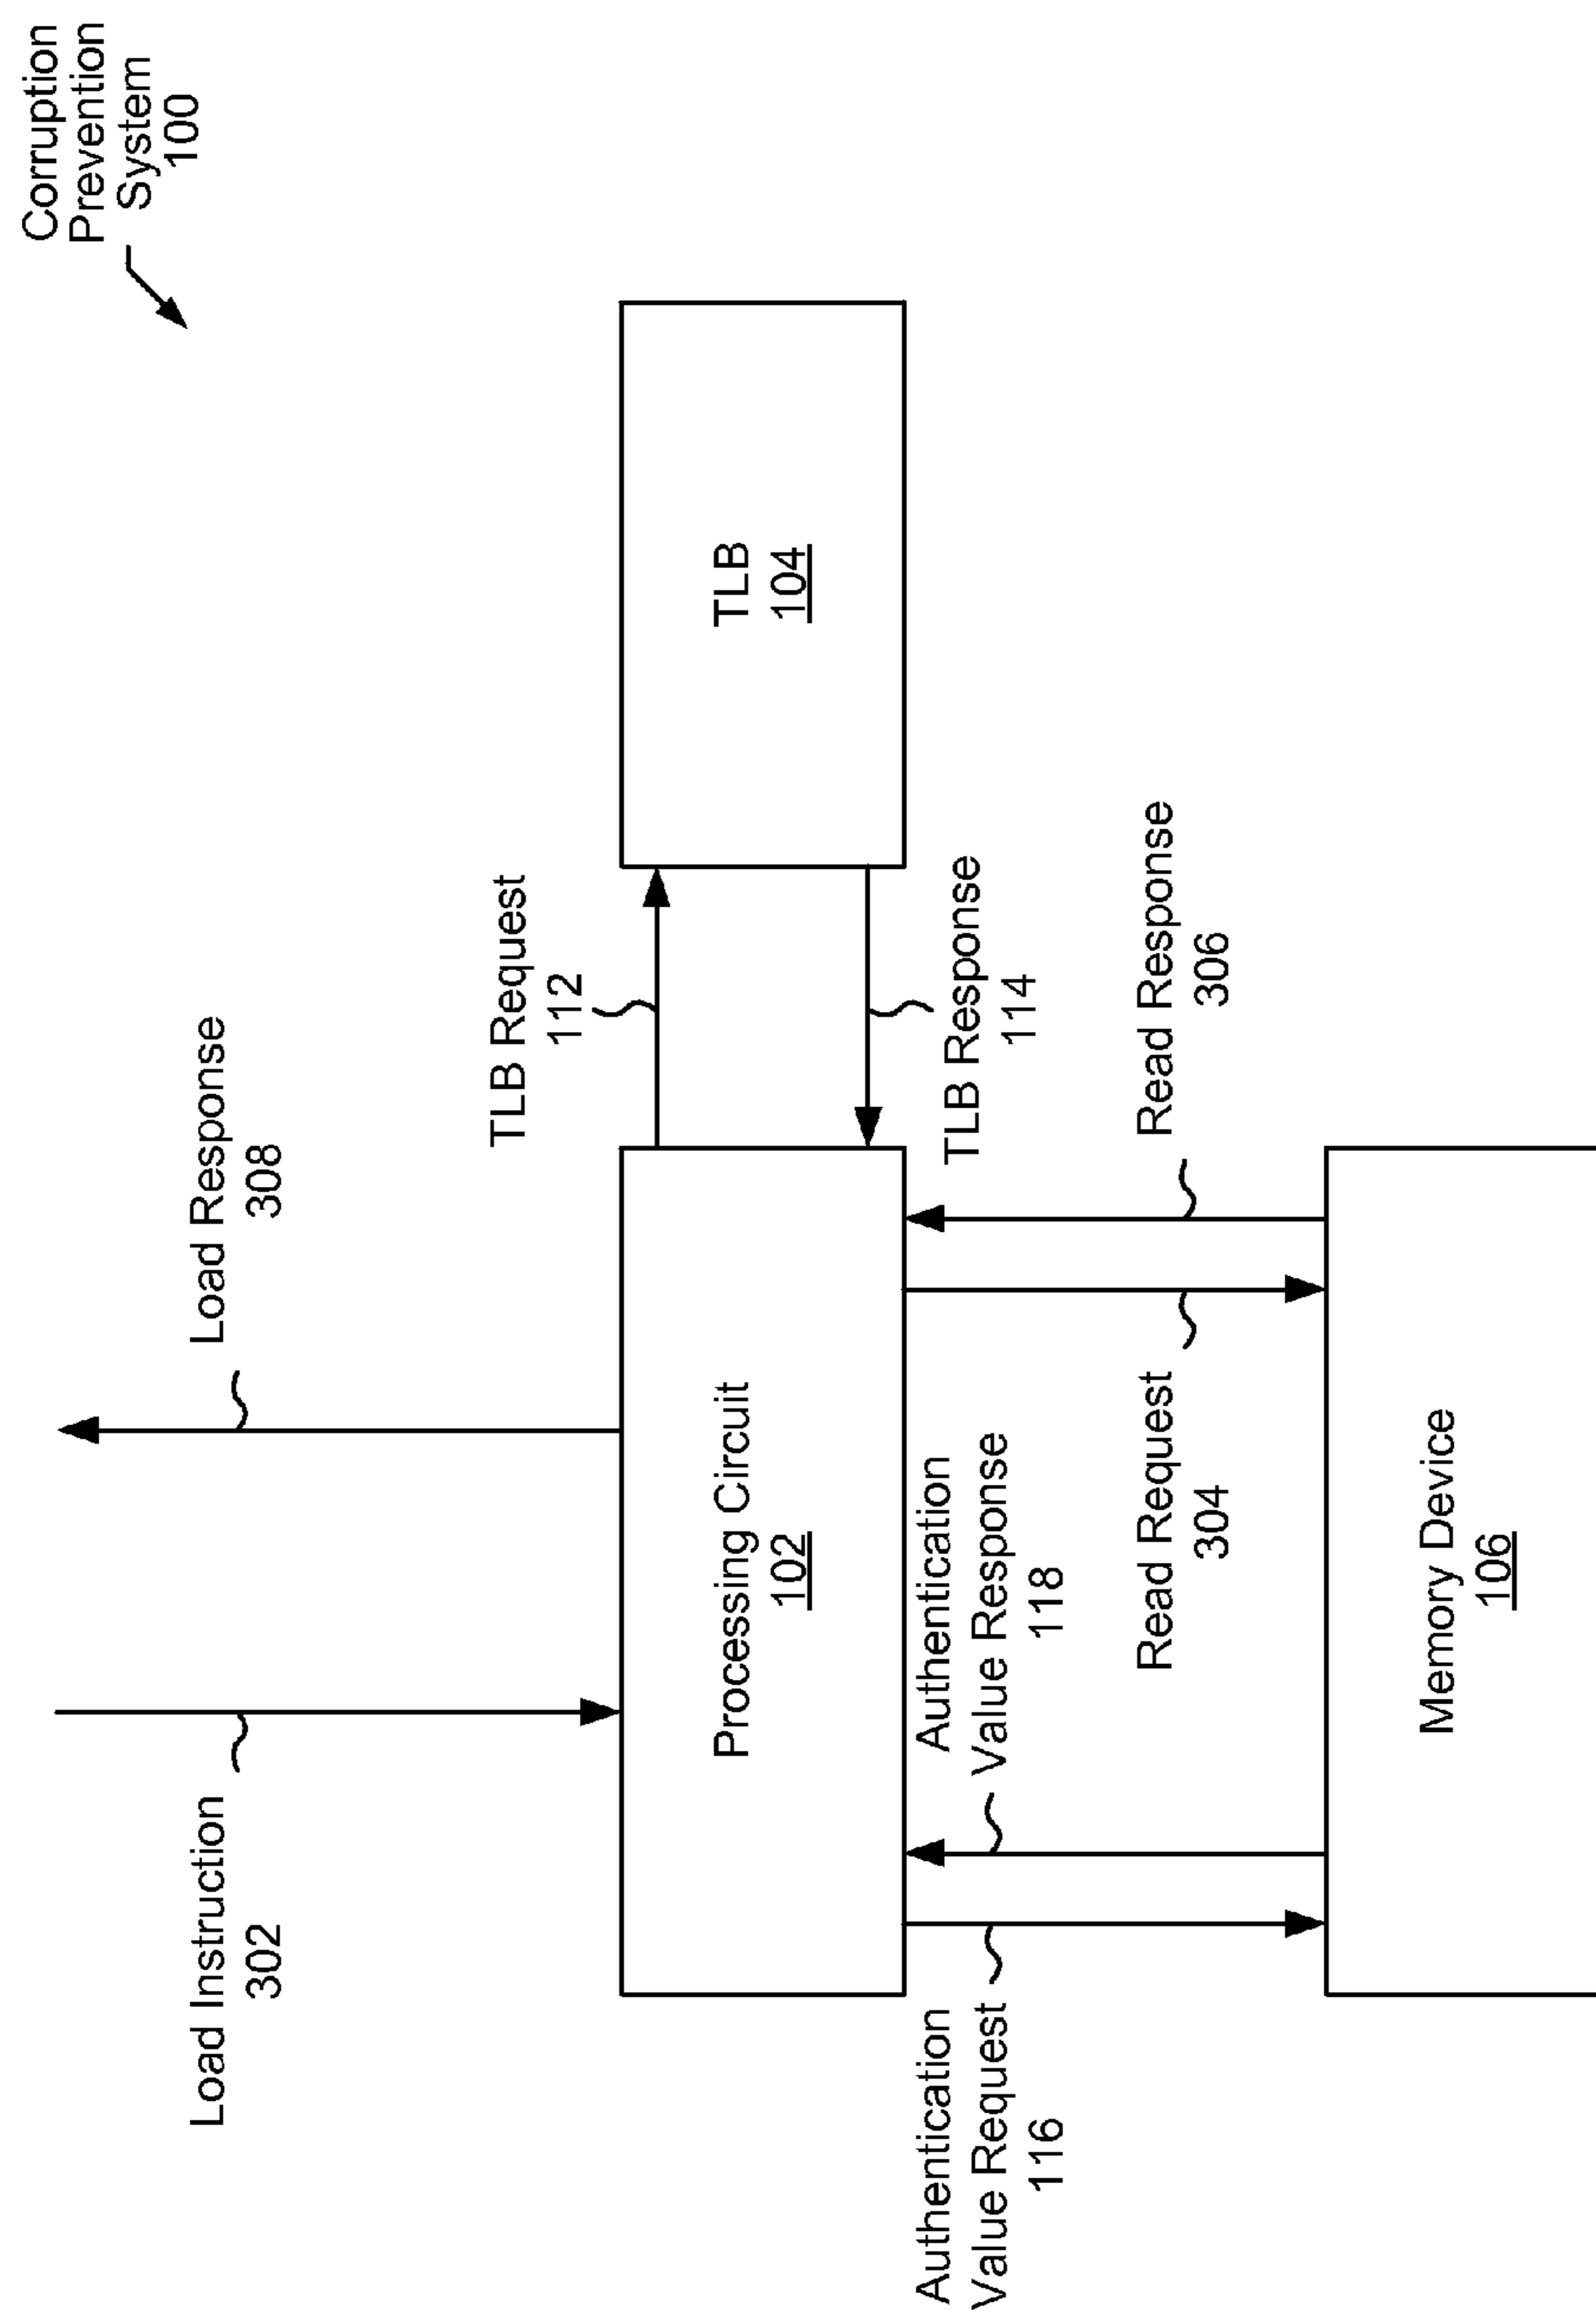 Corruption
Prevention
System
100
Load Instruction
302
Load Response
308
TLB Request
112
Processing Circuit
102
TLB
104
TLB Response
114
Authentication
Value Request
116
Authentication
Value Response
118
Read Request
304
Read Response
306
Memory Device
106